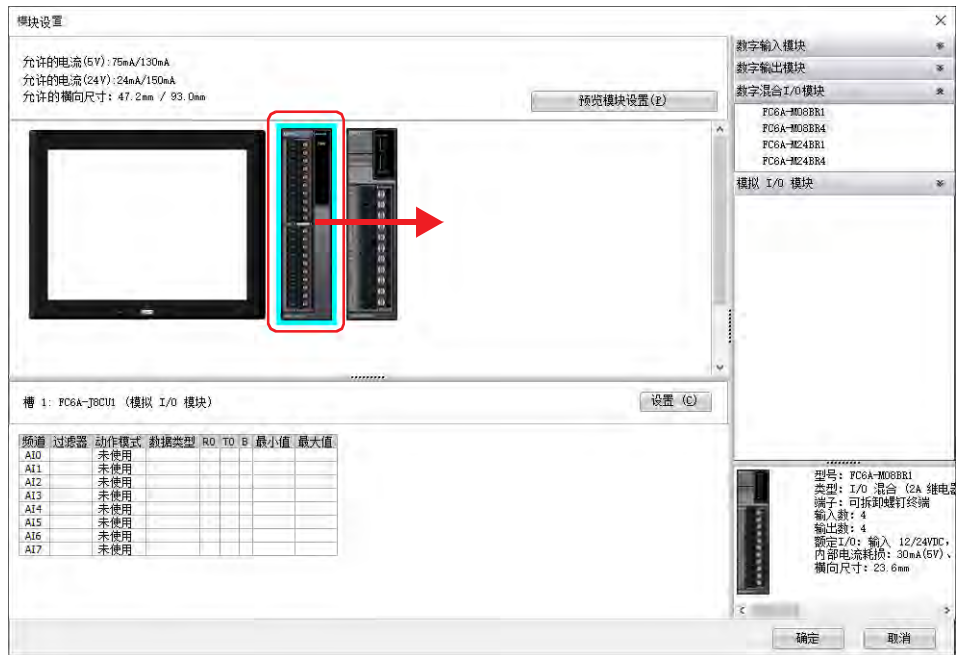 模块设置
允许的电流(5V):75mA/130mA
允许的电流(24V):24mA/150mA
允许的横向尺寸: 47.2mm / 93.0mm
预览模块设置(P)
数字输入模块
数字输出模块
数字混合I/O模块
FC6A-M08BR1
FC6A-M08BR4
FC6A-M24BR1
FC6A-M24BR4
模拟 I/O 模块
槽 1: FC6A-J8CU1 (模拟 I/O 模块)
设置 (C)
频道 过滤器 动作模式 数据类型 RO TO B 最小值 最大值
AI0 未使用
AI1 未使用
AI2 未使用
AI3 未使用
AI4 未使用
AI5 未使用
AI6 未使用
AI7 未使用
型号: FC6A-M08BR1
类型: I/O 混合 (2A 继电器
端子: 可拆卸螺钉终端
输入数: 4
输出数: 4
额定I/O: 输入 12/24VDC,
内部电流耗损: 30mA(5V)、
横向尺寸: 23.6mm
确定
取消